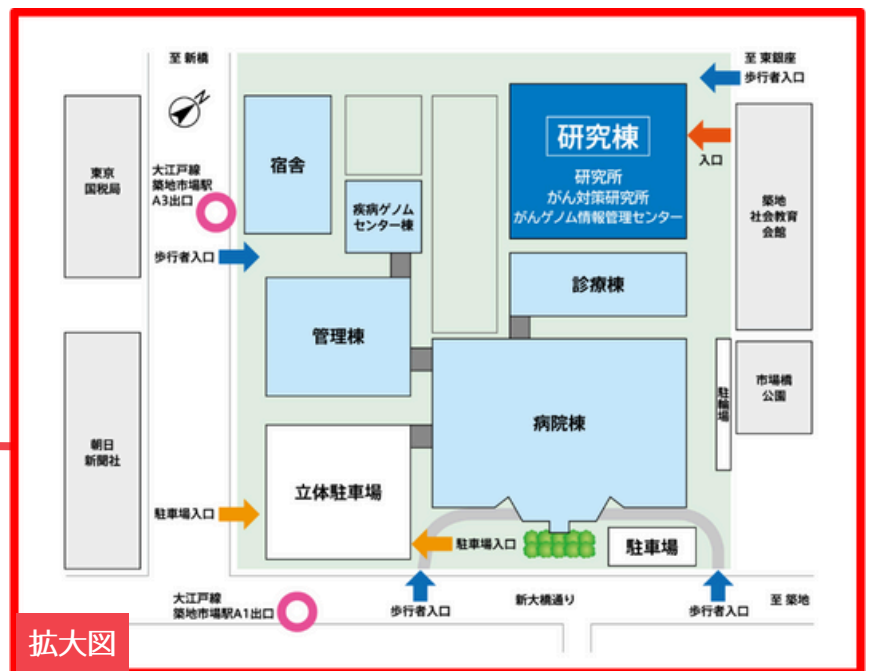 至 新橋
至 東銀座
歩行者入口
N
研究棟
研究所
がん対策研究所
がんゲノム情報管理センター
入口
東京
国税局
大江戸線
築地市場駅
A3出口
宿舎
疾病ゲノム
センター棟
築地
社会教育
会館
歩行者入口
診療棟
管理棟
病院棟
駐輪場
市場橋
公園
朝日
新聞社
立体駐車場
駐車場入口
駐車場入口
駐車場
大江戸線
築地市場駅A1出口
歩行者入口
新大橋通り
歩行者入口
至 築地
拡大図